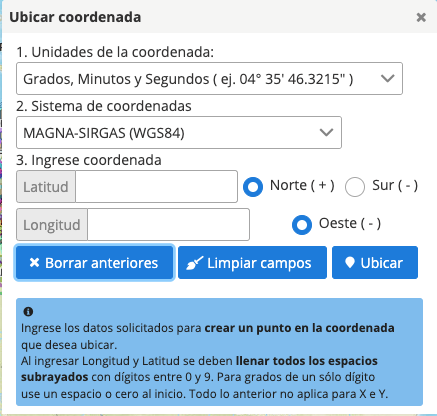 Ubicar coordenada ×
1. Unidades de la coordenada:
Grados, Minutos y Segundos ( ej. 04° 35' 46.3215" )
2. Sistema de coordenadas
MAGNA-SIRGAS (WGS84)
3. Ingrese coordenada
Latitud Norte ( + ) Sur ( - )
Longitud Oeste ( - )
Borrar anteriores Limpiar campos Ubicar
Ingrese los datos solicitados para crear un punto en la coordenada
que desea ubicar.
Al ingresar Longitud y Latitud se deben llenar todos los espacios
subrayados con dígitos entre 0 y 9. Para grados de un sólo dígito
use un espacio o cero al inicio. Todo lo anterior no aplica para X e Y.